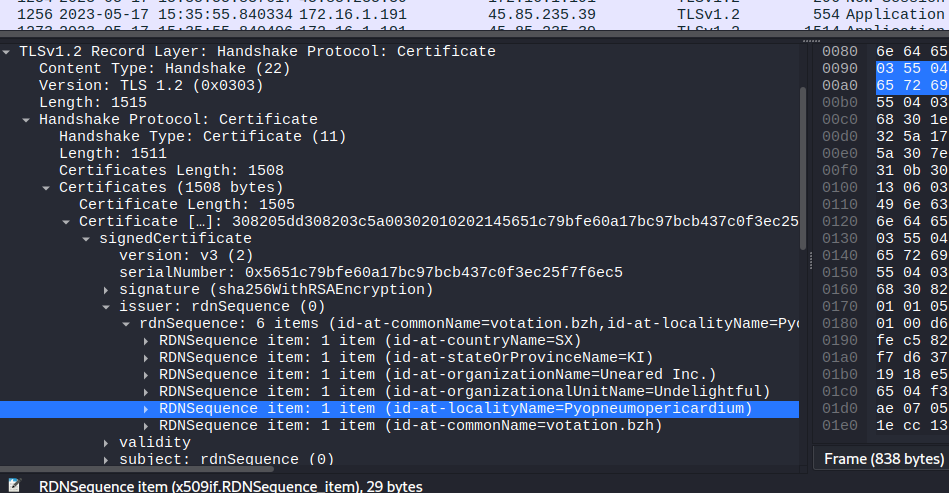 1256 2023-05-17 15:35:55.840334 172.16.1.191 45.85.235.39 TLSv1.2 554 Application
TLSv1.2 Record Layer: Handshake Protocol: Certificate
Content Type: Handshake (22)
Version: TLS 1.2 (0x0303)
Length: 1515
Handshake Protocol: Certificate
Handshake Type: Certificate (11)
Length: 1511
Certificates Length: 1508
Certificates (1508 bytes)
Certificate Length: 1505
Certificate […]: 308205dd308203c5a00302010202145651c79bfe60a17bc97bcb437c0f3ec25
signedCertificate
version: v3 (2)
serialNumber: 0x5651c79bfe60a17bc97bcb437c0f3ec25f7f6ec5
signature (sha256WithRSAEncryption)
issuer: rdnSequence (0)
rdnSequence: 6 items (id-at-commonName=votation.bzh,id-at-localityName=Pyo
RDNSequence item: 1 item (id-at-countryName=SX)
RDNSequence item: 1 item (id-at-stateOrProvinceName=KI)
RDNSequence item: 1 item (id-at-organizationName=Uneared Inc.)
RDNSequence item: 1 item (id-at-organizationalUnitName=Undelightful)
RDNSequence item: 1 item (id-at-localityName=Pyopneumopericardium)
RDNSequence item: 1 item (id-at-commonName=votation.bzh)
validity
subject: rdnSequence (0)
0080 6e 64 65
0090 03 55 04
00a0 65 72 69
00b0 55 04 03
00c0 68 30 1e
00d0 32 5a 17
00e0 5a 30 7e
00f0 31 0b 30
0100 13 06 03
0110 49 6e 63
0120 6e 64 65
0130 03 55 04
0140 65 72 69
0150 55 04 03
0160 68 30 82
0170 01 01 05
0180 01 00 d6
0190 fe c5 82
01a0 f7 d6 37
01b0 19 18 e5
01c0 65 04 f3
01d0 ae 07 05
01e0 1e cc 13
Frame (838 bytes)
RDNSequence item (x509if.RDNSequence_item), 29 bytes